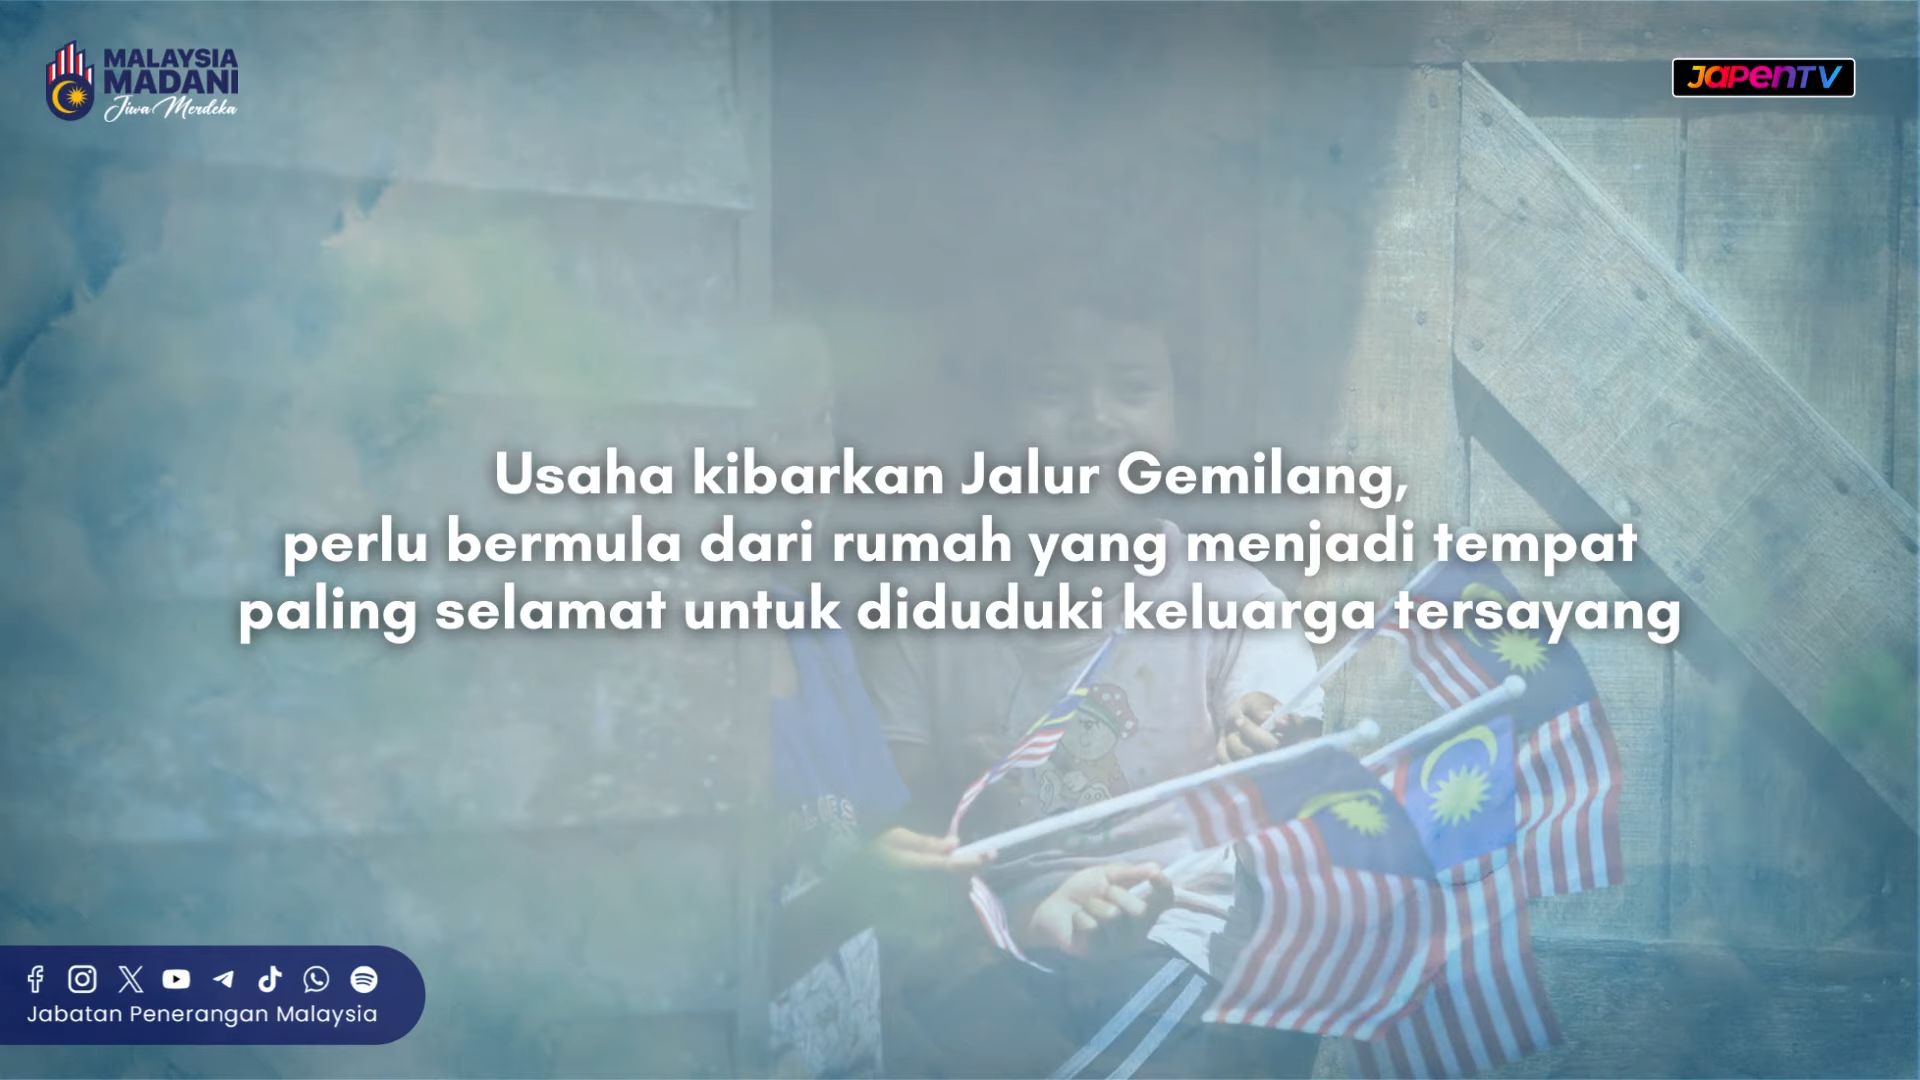 MALAYSIA
MADANI
Jiwa Merdeka
JAPENTV
Usaha kibarkan Jalur Gemilang,
perlu bermula dari rumah yang menjadi tempat
paling selamat untuk diduduki keluarga tersayang
Jabatan Penerangan Malaysia